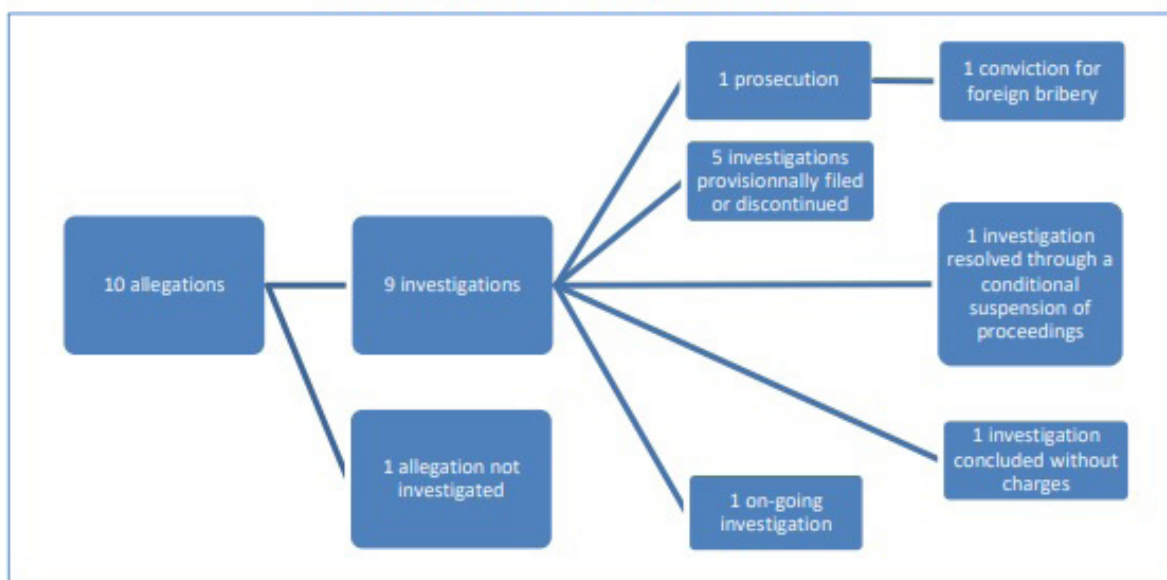 10 allegations
9 investigations
1 allegation not
investigated
1 prosecution
1 conviction for
foreign bribery
5 investigations
provisionnally filed
or discontinued
1 investigation
resolved through a
conditional
suspension of
proceedings
1 investigation
concluded without
charges
1 on-going
investigation